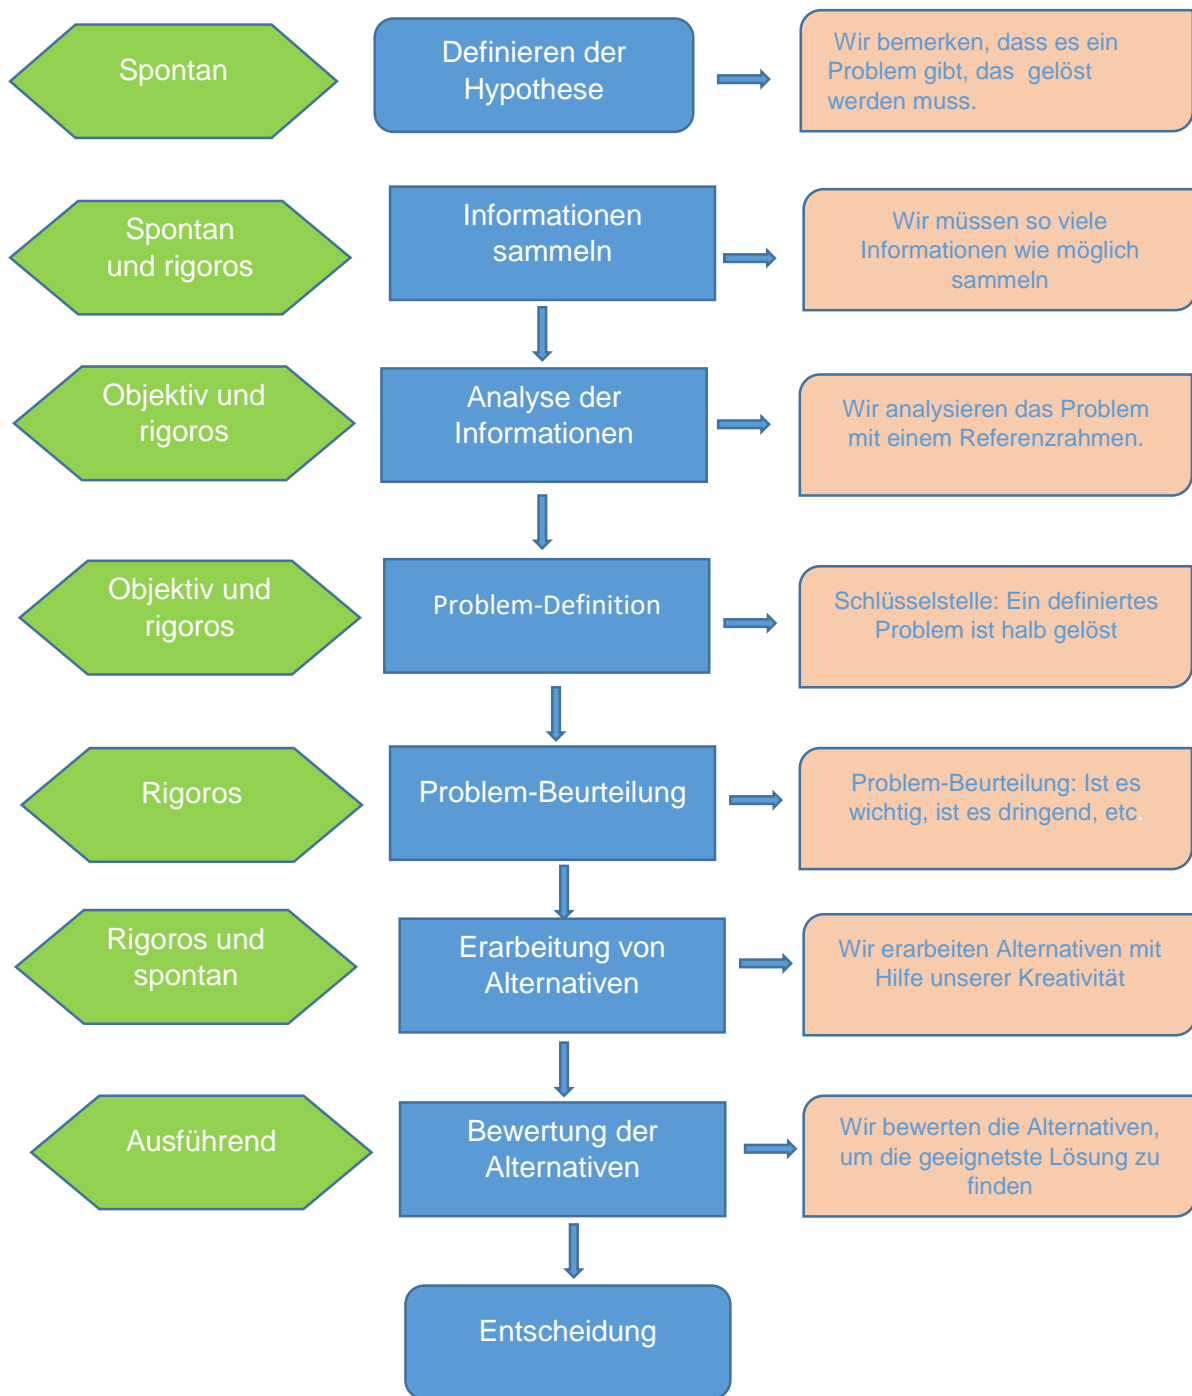 Spontan
Definieren der
Hypothese
Wir bemerken, dass es ein
Problem gibt, das  gelöst
werden muss.
Spontan
und rigoros
Informationen
sammeln
Wir müssen so viele
Informationen wie möglich
sammeln
Objektiv und
rigoros
Analyse der
Informationen
Wir analysieren das Problem
mit einem Referenzrahmen.
Objektiv und
rigoros
Problem-Definition
Schlüsselstelle: Ein definiertes
Problem ist halb gelöst
Rigoros
Problem-Beurteilung
Problem-Beurteilung: Ist es
wichtig, ist es dringend, etc.
Rigoros und
spontan
Erarbeitung von
Alternativen
Wir erarbeiten Alternativen mit
Hilfe unserer Kreativität
Ausführend
Bewertung der
Alternativen
Wir bewerten die Alternativen,
um die geeignetste Lösung zu
finden
Entscheidung